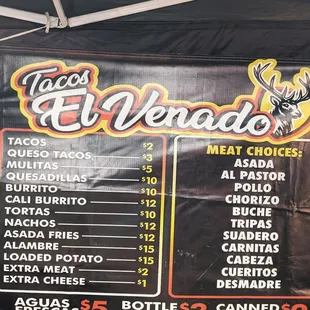 Tacos
El Venado
TACOS $2
QUESO TACOS $3
MULITAS $5
QUESADILLAS $10
BURRITO $10
CALI BURRITO $12
TORTAS $10
NACHOS $12
ASADA FRIES $12
ALAMBRE $15
LOADED POTATO $15
EXTRA MEAT $2
EXTRA CHEESE $1
MEAT CHOICES:
ASADA
AL PASTOR
POLLO
CHORIZO
BUCHE
TRIPAS
SUADERO
CARNITAS
CABEZA
CUERITOS
DESMADRE
AGUAS FRESCAS $5 BOTTLE CANNED